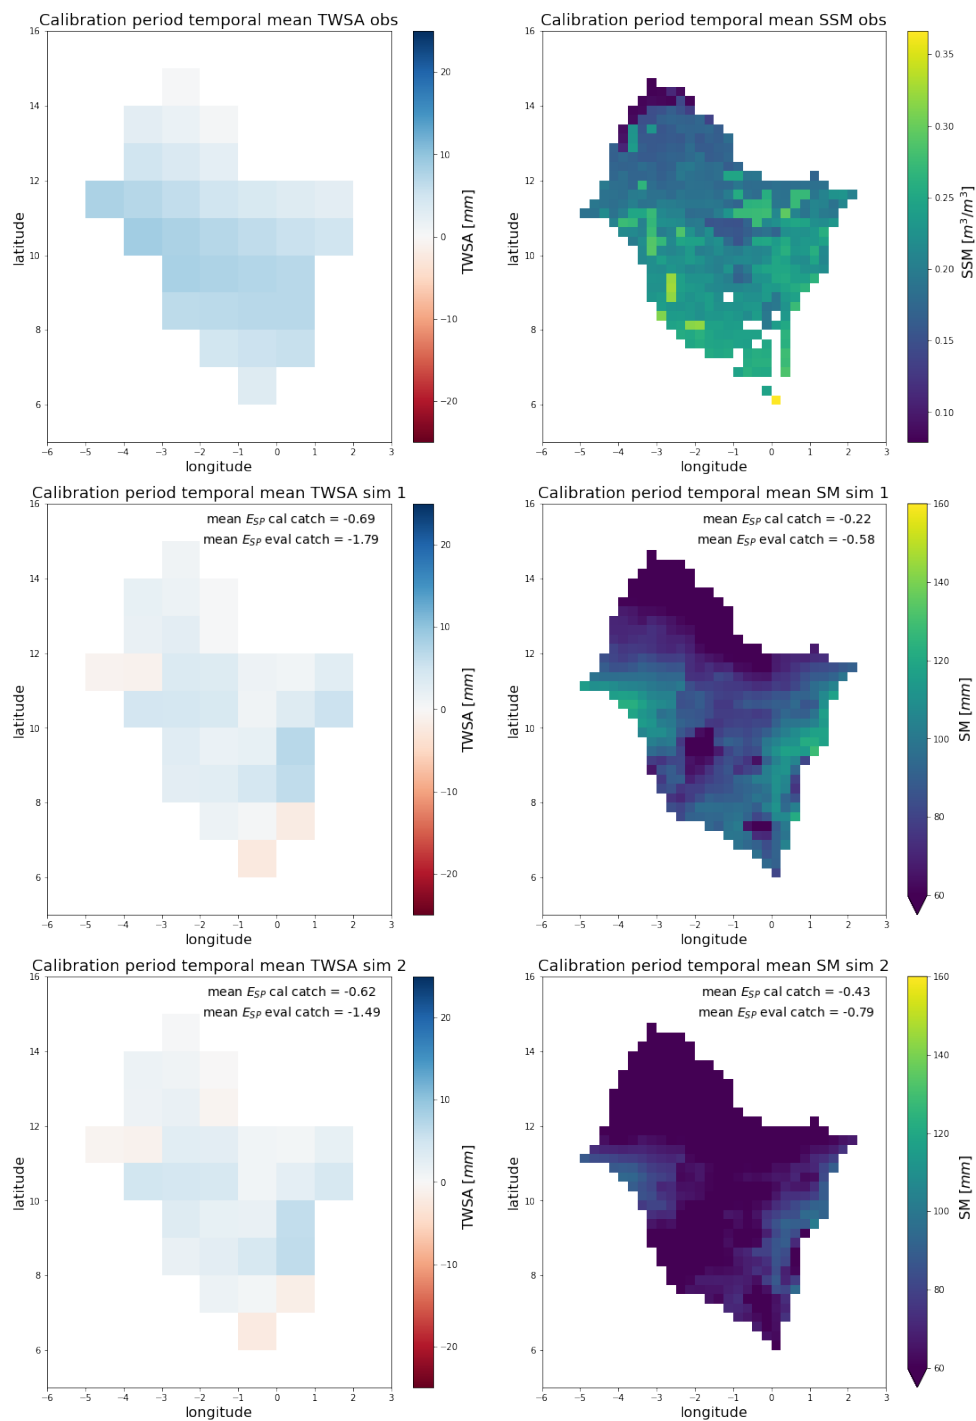 Calibration period temporal mean TWSA obs
16
14
12
10
8
6
−6 −5 −4 −3 −2 −1 0 1 2 3
latitude
longitude
20
10
0
−10
−20
TWSA [mm]
Calibration period temporal mean SSM obs
16
14
12
10
8
6
−6 −5 −4 −3 −2 −1 0 1 2 3
latitude
longitude
0.35
0.30
0.25
0.20
0.15
0.10
SSM [m³/m³]
Calibration period temporal mean TWSA sim 1
mean E_SP cal catch = -0.69
mean E_SP eval catch = -1.79
16
14
12
10
8
6
−6 −5 −4 −3 −2 −1 0 1 2 3
latitude
longitude
20
10
0
−10
−20
TWSA [mm]
Calibration period temporal mean SM sim 1
mean E_SP cal catch = -0.22
mean E_SP eval catch = -0.58
16
14
12
10
8
6
−6 −5 −4 −3 −2 −1 0 1 2 3
latitude
longitude
160
140
120
100
80
60
SM [mm]
Calibration period temporal mean TWSA sim 2
mean E_SP cal catch = -0.62
mean E_SP eval catch = -1.49
16
14
12
10
8
6
−6 −5 −4 −3 −2 −1 0 1 2 3
latitude
longitude
20
10
0
−10
−20
TWSA [mm]
Calibration period temporal mean SM sim 2
mean E_SP cal catch = -0.43
mean E_SP eval catch = -0.79
16
14
12
10
8
6
−6 −5 −4 −3 −2 −1 0 1 2 3
latitude
longitude
160
140
120
100
80
60
SM [mm]